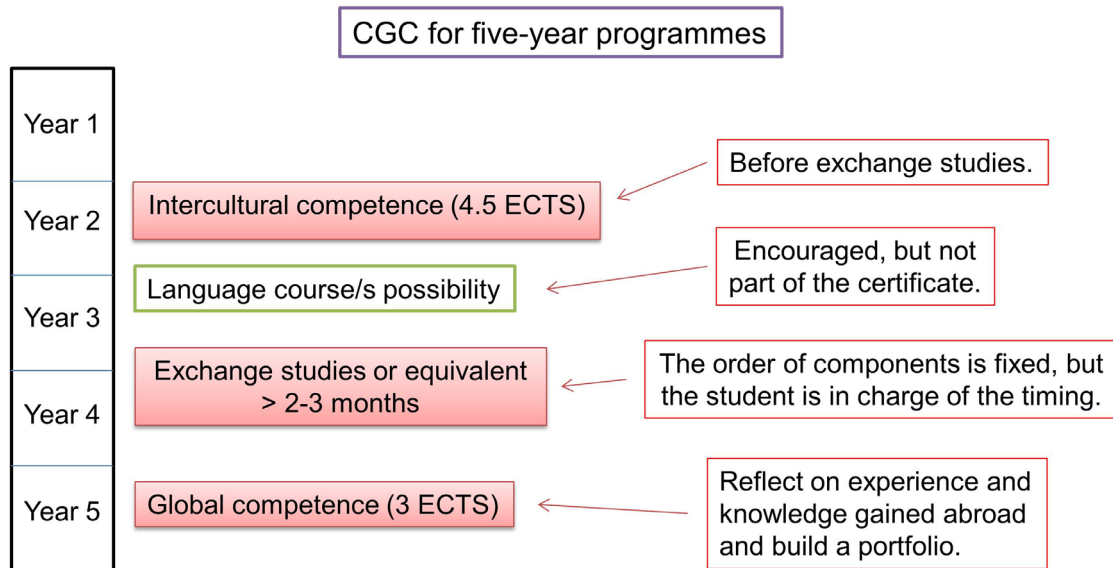 CGC for five-year programmes
Year 1
Before exchange studies.
Year 2
Intercultural competence (4.5 ECTS)
Encouraged, but not
part of the certificate.
Language course/s possibility
Year 3
Exchange studies or equivalent
> 2-3 months
The order of components is fixed, but
the student is in charge of the timing.
Year 4
Year 5
Global competence (3 ECTS)
Reflect on experience and
knowledge gained abroad
and build a portfolio.